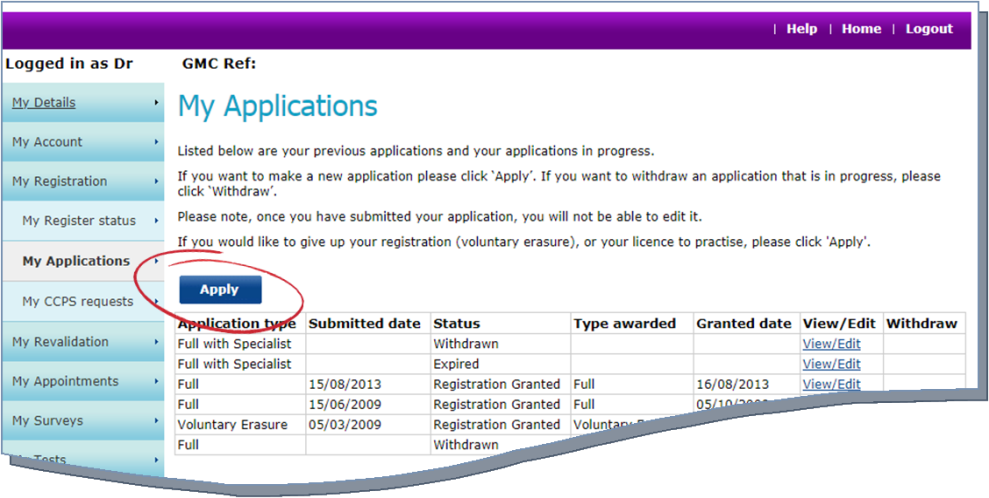 | Help | Home | Logout
Logged in as Dr GMC Ref:
My Details
My Account
My Registration
My Register status
My Applications
My CCPS requests
My Revalidation
My Appointments
My Surveys
Tests
My Applications
Listed below are your previous applications and your applications in progress.
If you want to make a new application please click ‘Apply’. If you want to withdraw an application that is in progress, please
click ‘Withdraw’.
Please note, once you have submitted your application, you will not be able to edit it.
If you would like to give up your registration (voluntary erasure), or your licence to practise, please click 'Apply'.
Apply
Application type Submitted date Status Type awarded Granted date View/Edit Withdraw
Full with Specialist Withdrawn View/Edit
Full with Specialist Expired View/Edit
Full 15/08/2013 Registration Granted Full 16/08/2013 View/Edit
Full 15/06/2009 Registration Granted Full
Voluntary Erasure 05/03/2009 Registration Granted Voluntary
Full Withdrawn